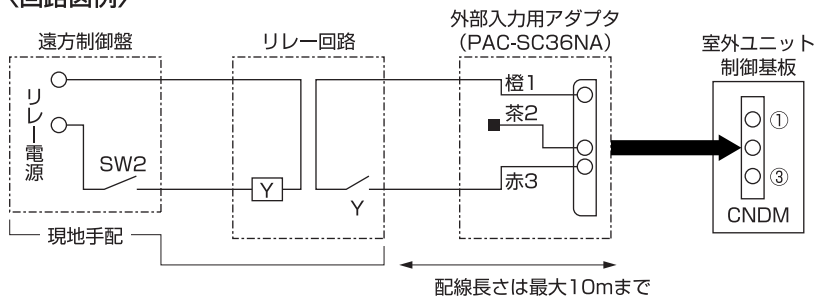 〈回路図例〉
遠方制御盤
リレー回路
外部入力用アダプタ
(PAC-SC36NA)
室外ユニット
制御基板
リレー電源
SW2
Y
Y
橙1
茶2
赤3
①
③
CNDM
現地手配
配線長さは最大10mまで